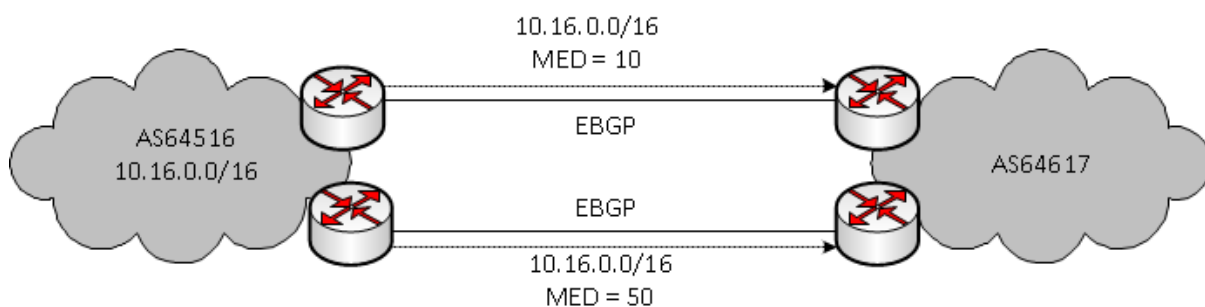 10.16.0.0/16
MED = 10
EBGP
AS64516
10.16.0.0/16
AS64617
EBGP
10.16.0.0/16
MED = 50